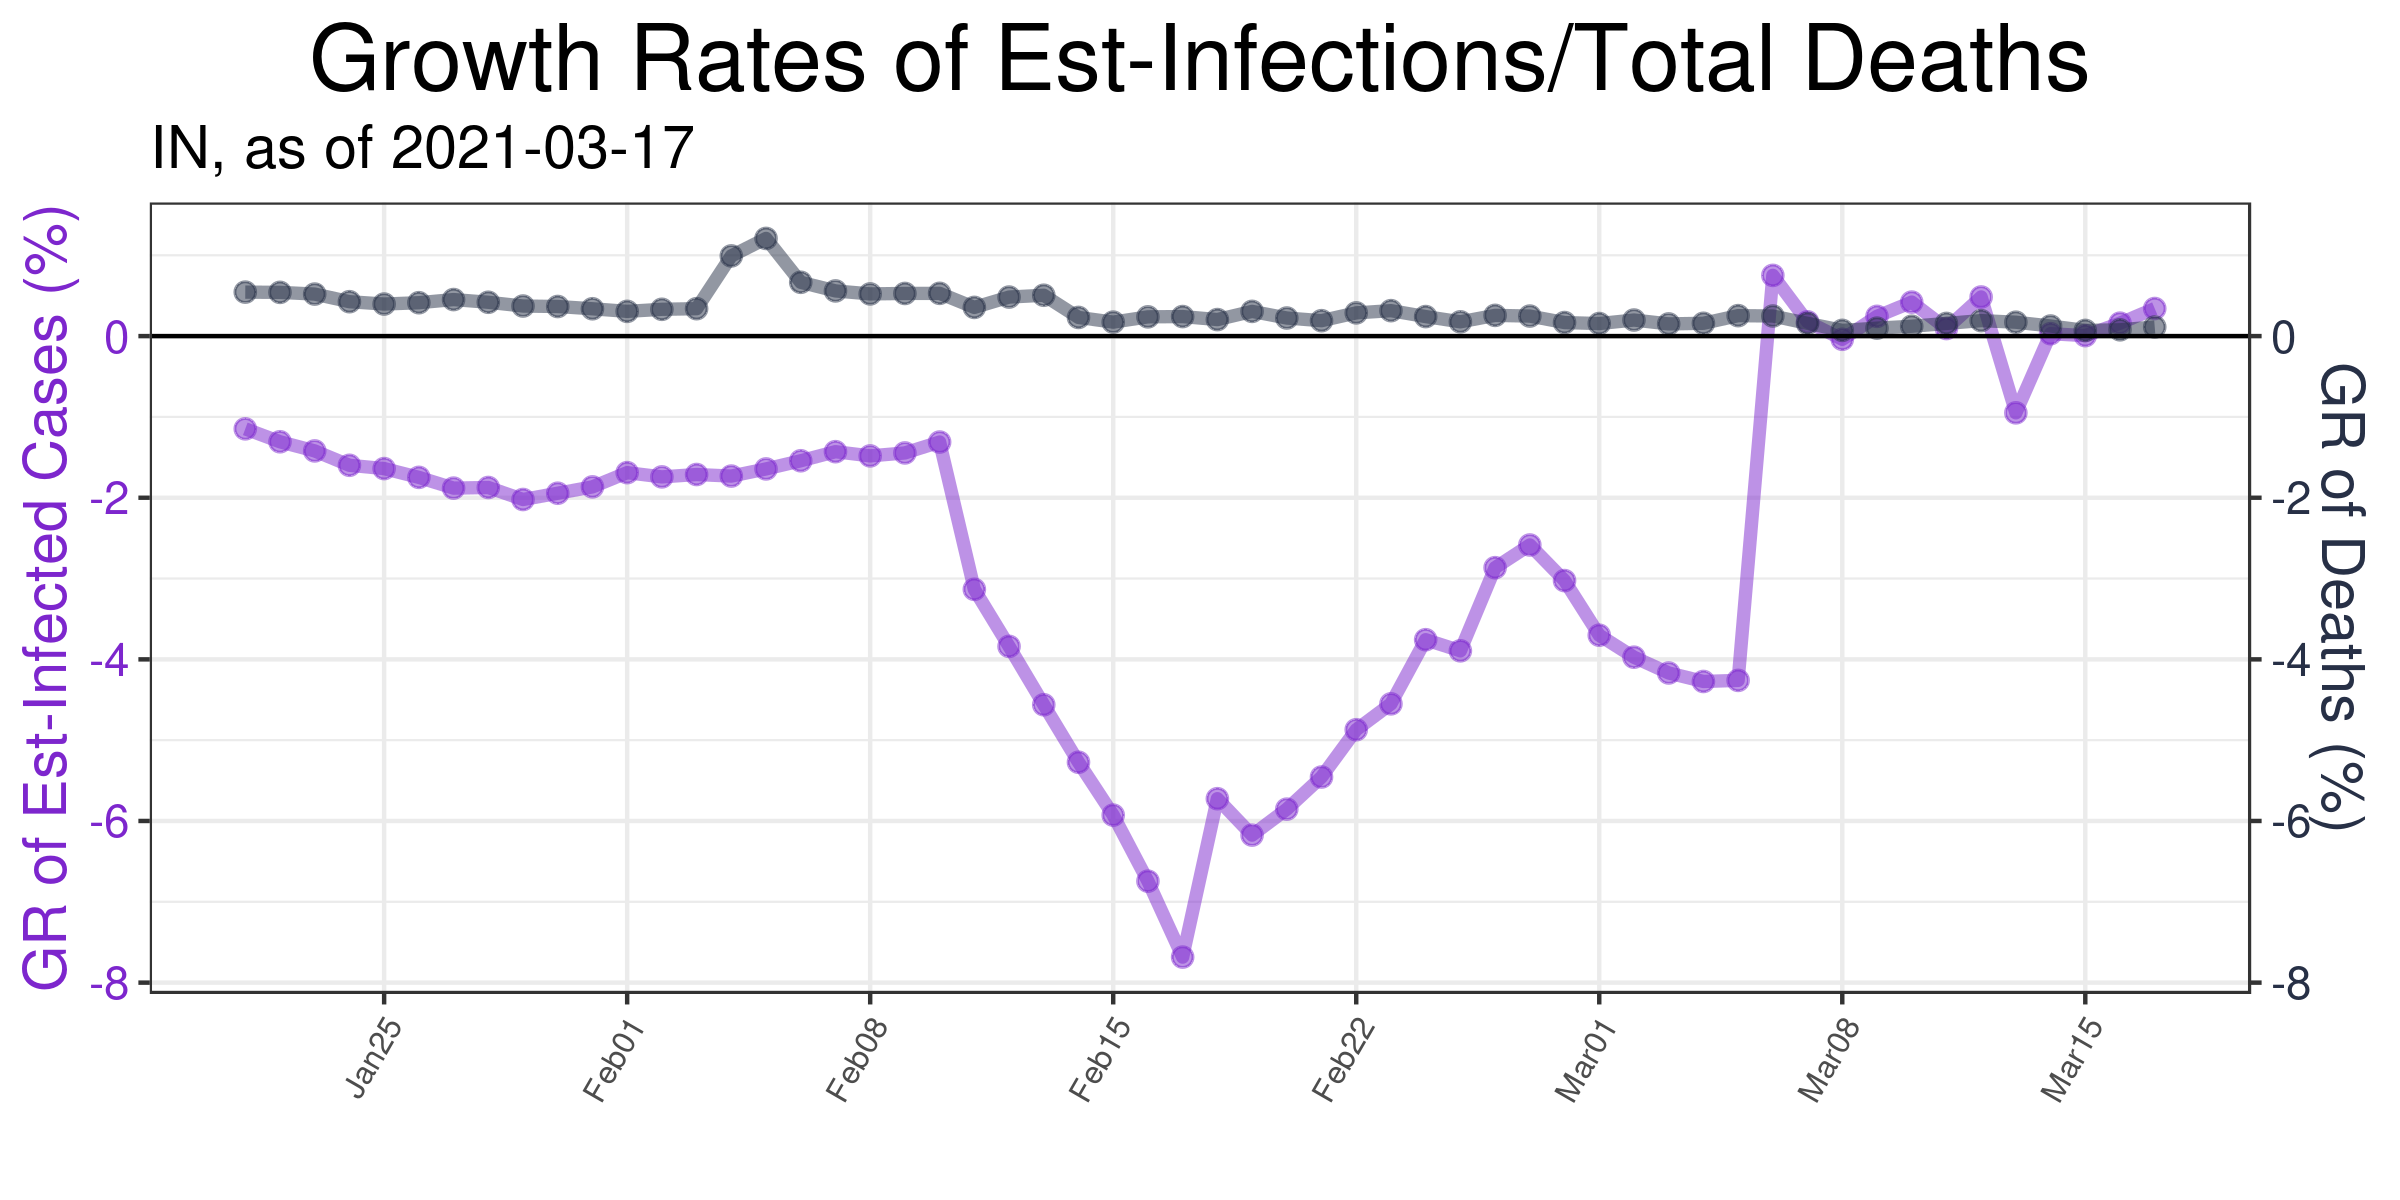 Growth Rates of Est-Infections/Total Deaths
IN, as of 2021-03-17
GR of Est-Infected Cases (%)
0
-2
-4
-6
-8
0
-2
-4
-6
-8
GR of Deaths (%)
Jan25
Feb01
Feb08
Feb15
Feb22
Mar01
Mar08
Mar15